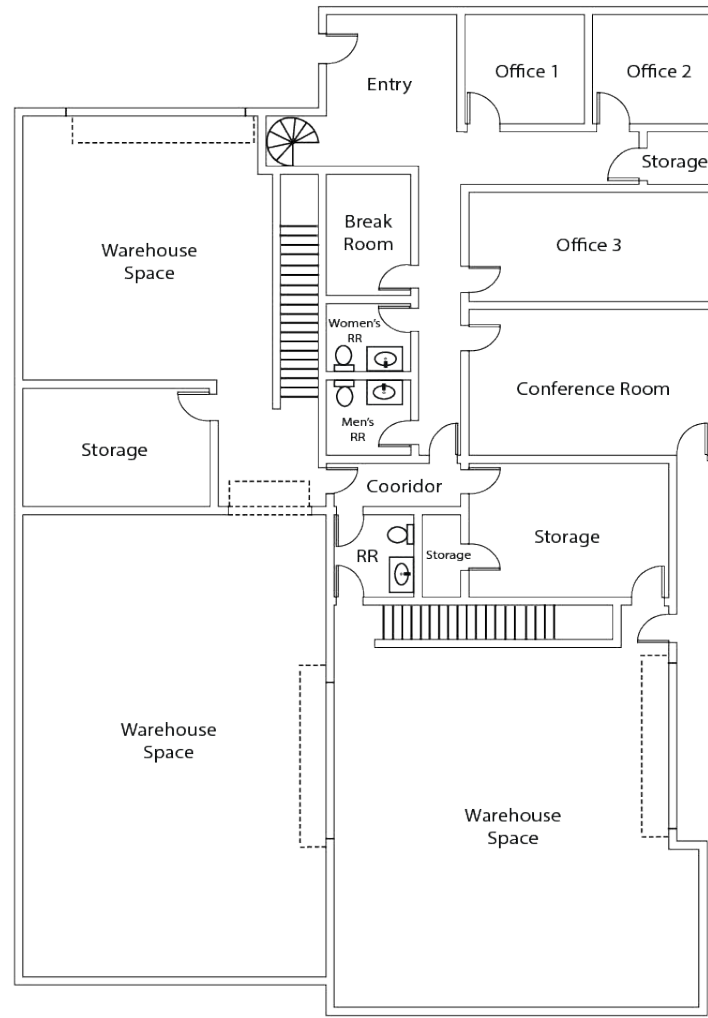 Office 1
Office 2
Entry
Storage
Break
Room
Office 3
Warehouse
Space
Women's
RR
Conference Room
Men's
RR
Storage
Cooridor
RR
Storage
Storage
Warehouse
Space
Warehouse
Space